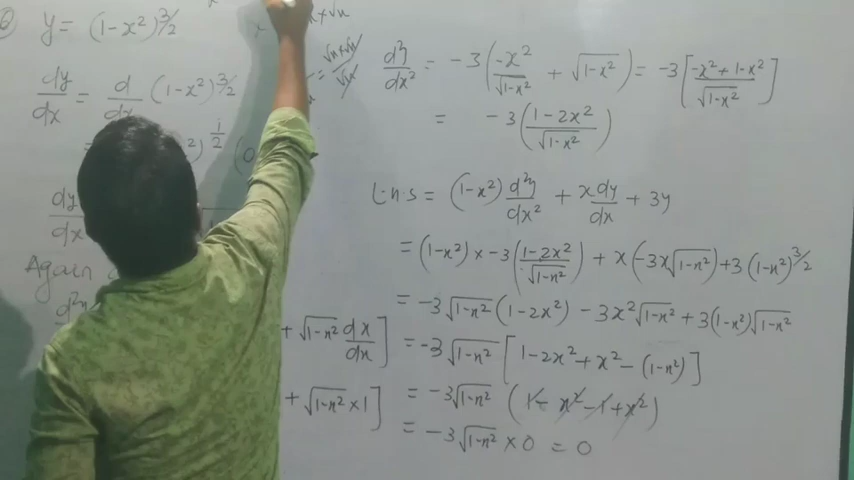 y = (1-x²)^3/2
dy/dx = d/dx (1-x²)^3/2
²)^1/2 (0
dy/dx
Again
x√x
= √x×√x/√x
+ √1-x² dx/dx ]
+ √1-x² ×1 ]
d²y/dx² = -3(-x²/√1-x² + √1-x²) = -3[-x²+1-x²/√1-x²]
= -3(1-2x²/√1-x²)
L.H.S = (1-x²) d²y/dx² + x dy/dx + 3y
= (1-x²) × -3(1-2x²/√1-x²) + x(-3x√1-x²) + 3(1-x²)^3/2
= -3√1-x² (1-2x²) - 3x²√1-x² + 3(1-x²)√1-x²
= -3√1-x² [1-2x²+x²-(1-x²)]
= -3√1-x² (1-x²-1+x²)
= -3√1-x² × 0 = 0